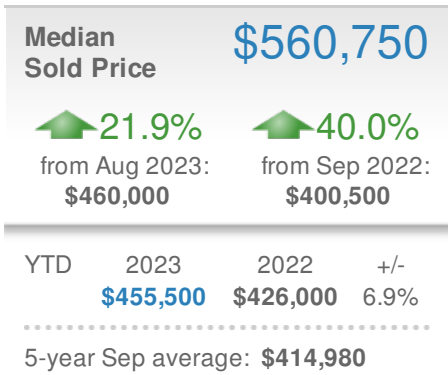 Median
Sold Price
$560,750
21.9%
from Aug 2023:
$460,000
40.0%
from Sep 2022:
$400,500
YTD 2023 2022 +/-
$455,500 $426,000 6.9%
5-year Sep average: $414,980